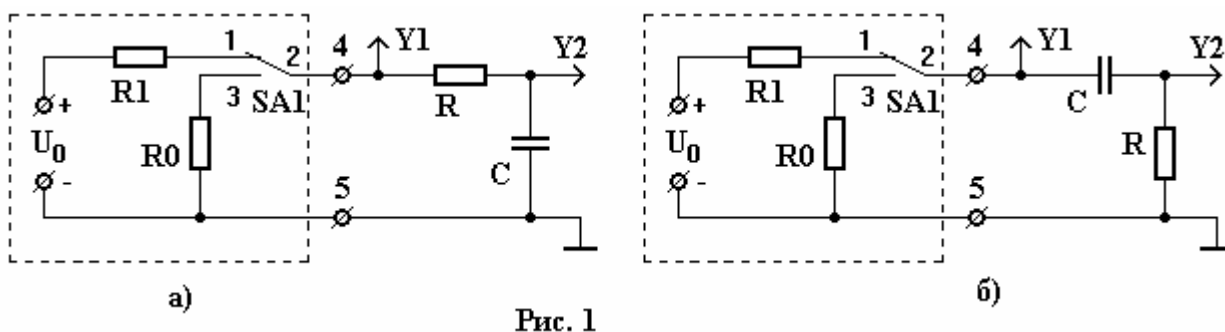 1 2 4 Y1 Y2
R1 3 SA1 R
+ U0 - R0 C
5
а)
1 2 4 Y1 Y2
R1 3 SA1 C
+ U0 - R0 R
5
б)
Рис. 1